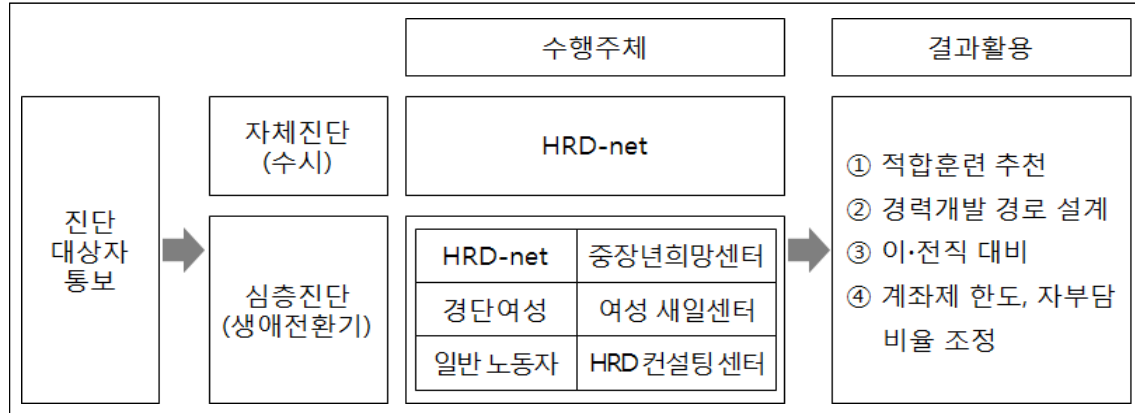 수행주체
결과활용
진단
대상자
통보
자체진단
(수시)
HRD-net
심층진단
(생애전환기)
HRD-net 중장년희망센터
경단여성 여성 새일센터
일반 노동자 HRD 컨설팅 센터
① 적합훈련 추천
② 경력개발 경로 설계
③ 이·전직 대비
④ 계좌제 한도, 자부담
비율 조정